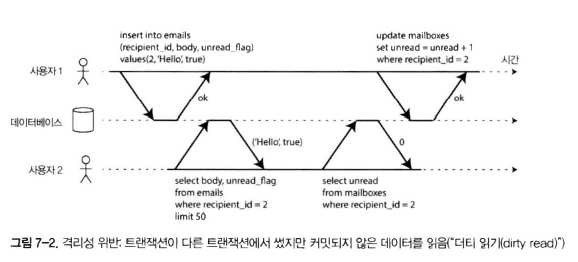 insert into emails
(recipient_id, body, unread_flag)
values(2, 'Hello', true)
update mailboxes
set unread = unread + 1
where recipient_id = 2
사용자 1
시간
ok
ok
데이터베이스
('Hello', true)
0
사용자 2
select body, unread_flag
from emails
where recipient_id = 2
limit 50
select unread
from mailboxes
where recipient_id = 2
그림 7-2. 격리성 위반: 트랜잭션이 다른 트랜잭션에서 썼지만 커밋되지 않은 데이터를 읽음("더티 읽기(dirty read)")